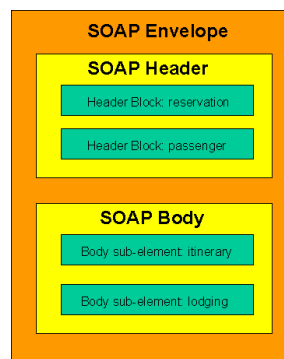 SOAP Envelope
SOAP Header
Header Block: reservation
Header Block: passenger
SOAP Body
Body sub-element: itinerary
Body sub-element: lodging